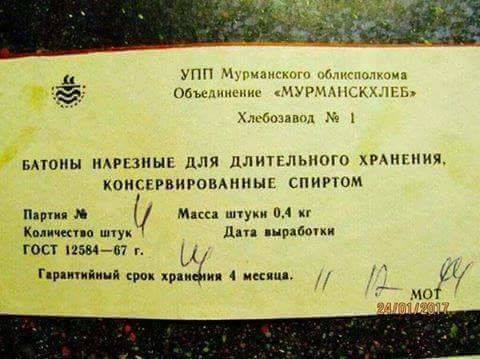 УПП Мурманского облисполкома
Объединение «МУРМАНСКХЛЕБ»
Хлебозавод № 1
БАТОНЫ НАРЕЗНЫЕ ДЛЯ ДЛИТЕЛЬНОГО ХРАНЕНИЯ,
КОНСЕРВИРОВАННЫЕ СПИРТОМ
Партия № 4 Масса штуки 0,4 кг
Количество штук Дата выработки
ГОСТ 12584—67 г.
Гарантийный срок хранения 4 месяца. 11 12
МОТ
24/01/2017